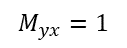 M_{yx} = 1